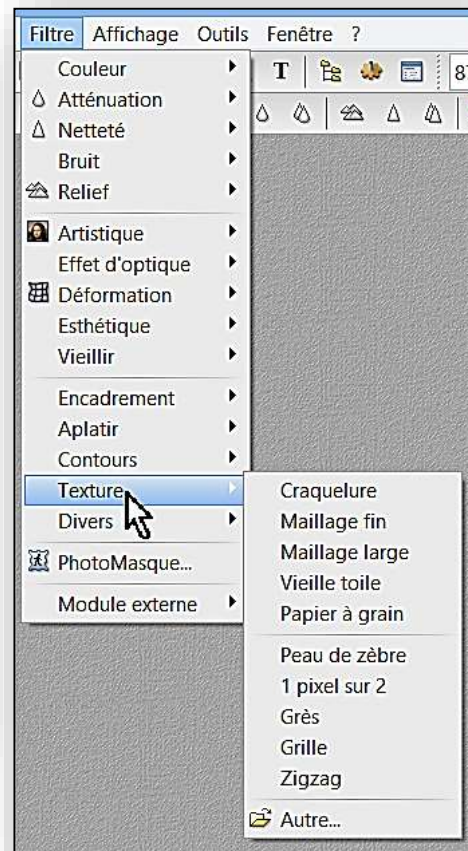 Filtre Affichage Outils Fenêtre ?
T 8
Couleur
Atténuation
Netteté
Bruit
Relief
Artistique
Effet d'optique
Déformation
Esthétique
Vieillir
Encadrement
Aplatir
Contours
Texture
Divers
PhotoMasque...
Module externe
Craquelure
Maillage fin
Maillage large
Vieille toile
Papier à grain
Peau de zèbre
1 pixel sur 2
Grès
Grille
Zigzag
Autre...